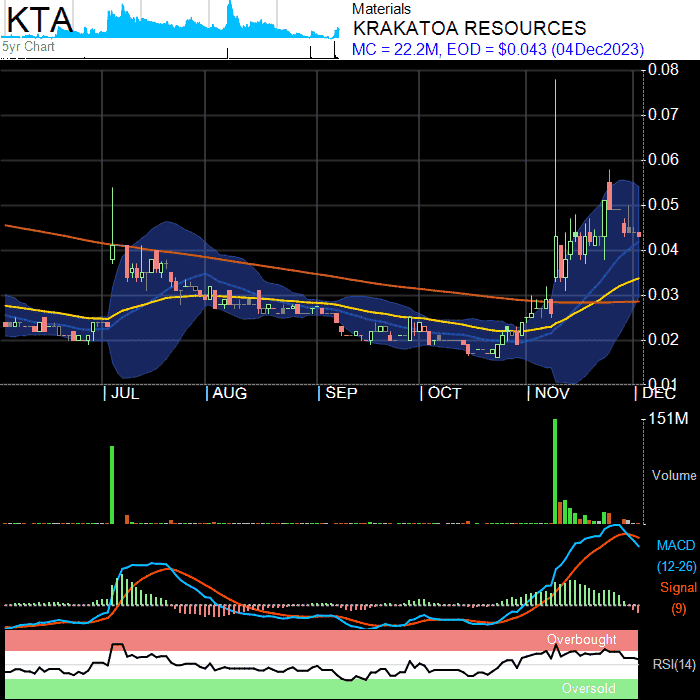 KTA
5yr Chart
Materials
KRAKATOA RESOURCES
MC = 22.2M, EOD = $0.043 (04Dec2023)
0.08
0.07
0.06
0.05
0.04
0.03
0.02
0.01
JUL AUG SEP OCT NOV DEC
151M
Volume
MACD
(12-26)
Signal
(9)
Overbought
RSI(14)
Oversold